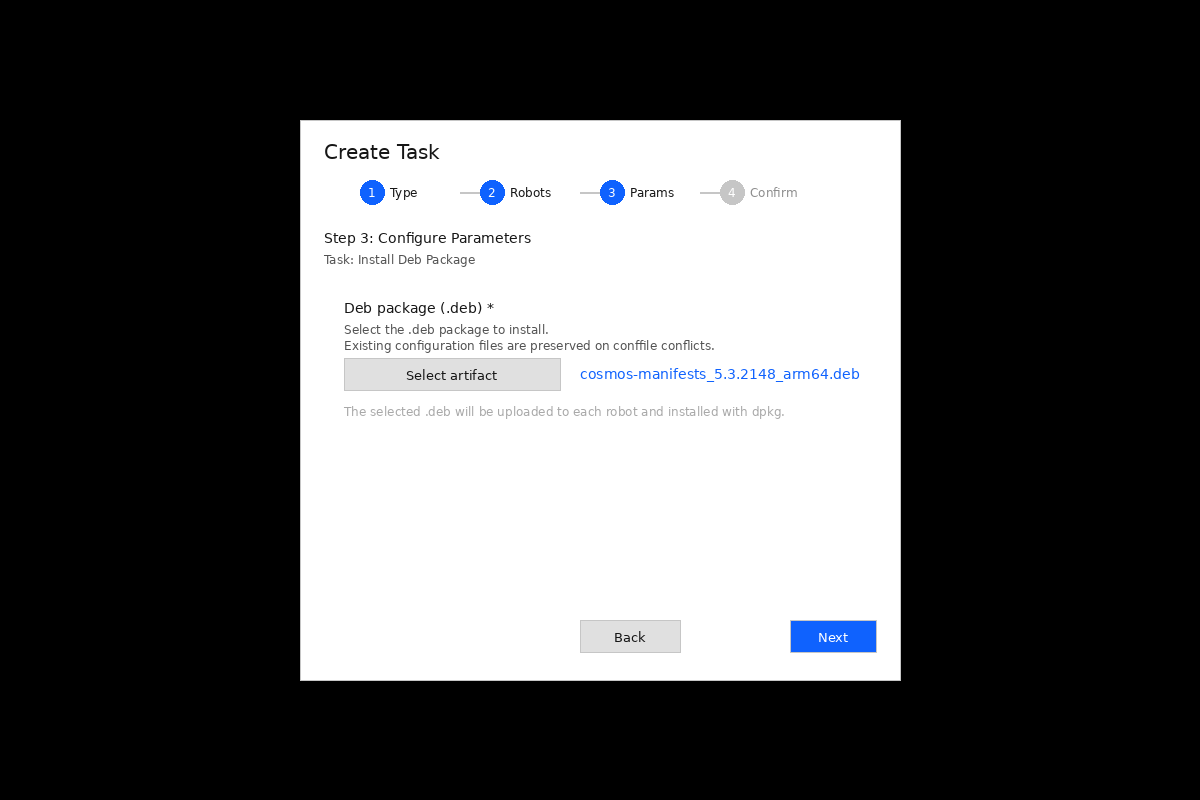 Create Task
1 Type 2 Robots 3 Params 4 Confirm
Step 3: Configure Parameters
Task: Install Deb Package
Deb package (.deb) *
Select the .deb package to install.
Existing configuration files are preserved on conffile conflicts.
Select artifact cosmos-manifests_5.3.2148_arm64.deb
The selected .deb will be uploaded to each robot and installed with dpkg.
Back Next